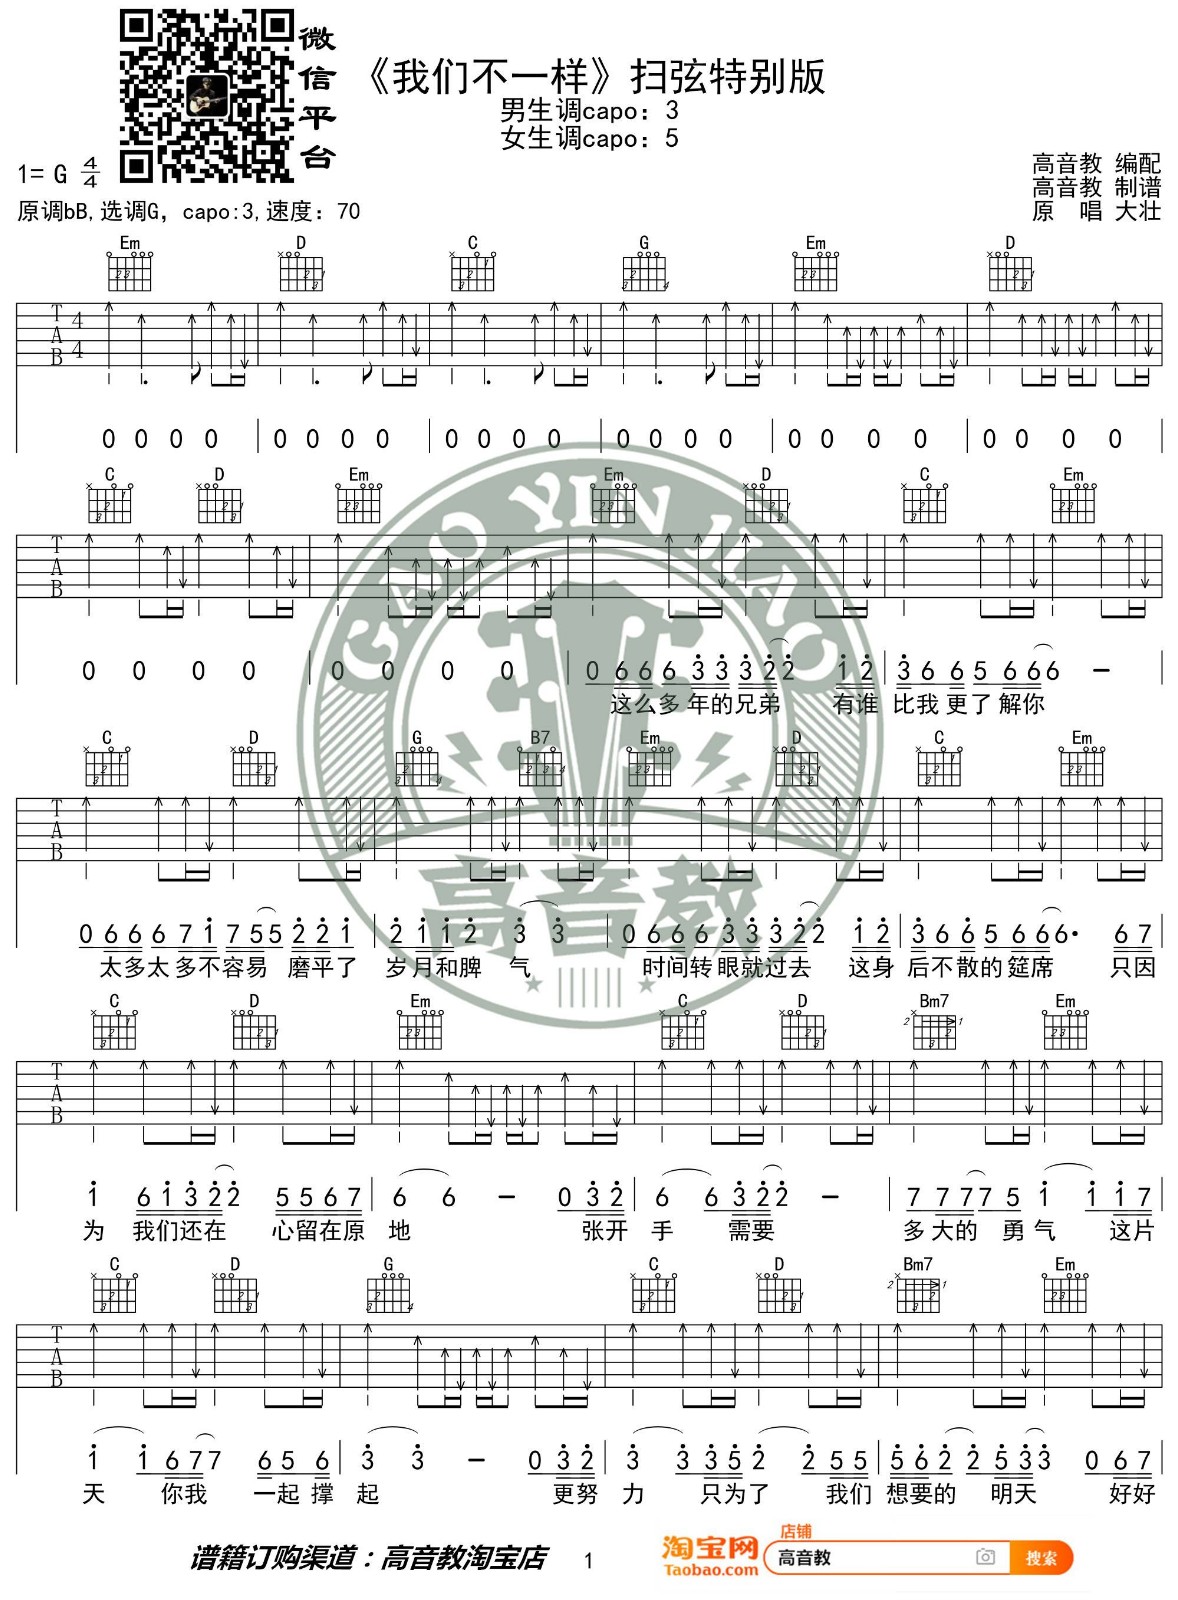 微信平台
《我们不一样》扫弦特别版
男生调capo：3
女生调capo：5
1= G 4/4
高音教 编配
高音教 制谱
原 唱 大壮
原调bB,选调G，capo:3,速度：70
Em D C G Em D
T A B 4 4
0 0 0 0 0 0 0 0 0 0 0 0 0 0 0 0 0 0 0 0 0 0 0 0
C D Em Em D C Em
T A B
0 0 0 0 0 0 0 0 0 6 6 6 3 3 3 2 2 1 2 3 6 6 5 6 6 6 –
这么多 年的兄弟 有谁 比我更了解你
C D G B7 Em D C Em
T A B
0 6 6 6 7 1 7 5 5 2 2 1 2 1 1 2 3 3 0 6 6 6 3 3 3 2 2 1 2 3 6 6 5 6 6 6 · 6 7
太多太 多不容易 磨平了 岁月和脾 气 时间转 眼就过去 这身 后不散的筵席 只因
C D Em C D Bm7 Em
T A B
1 6 1 3 2 2 5 5 6 7 6 6 – 0 3 2 6 6 3 2 2 – 7 7 7 7 5 1 1 1 7
为 我们还在 心留在原 地 张开 手 需要 多大的 勇气 这片
C D G C D Bm7 Em
T A B
1 1 6 7 7 6 5 6 3 3 – 0 3 2 3 3 3 5 2 2 5 5 5 6 2 2 5 3 3 0 6 7
天 你我 一起撑 起 更努 力 只为了 我们 想要的 明天 好好
GAO YIN JIAO
高音教
谱籍订购渠道：高音教淘宝店 1
店铺
淘宝网
Taobao.com
高音教
搜索